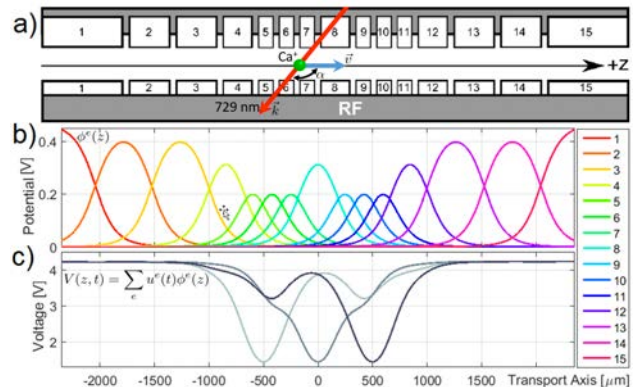 a)
1 2 3 4 5 6 7 8 9 10 11 12 13 14 15
Ca⁺
v⃗
+Z
α
1 2 3 4 5 6 7 8 9 10 11 12 13 14 15
729 nm k⃗
RF
b)
ϕᵉ(z)
0.4
0.2
0
Potential [V]
c)
V(z, t) = ∑ₑ uᵉ(t)ϕᵉ(z)
4
3
2
Voltage [V]
-2000 -1500 -1000 -500 0 500 1000 1500
Transport Axis [μm]
1
2
3
4
5
6
7
8
9
10
11
12
13
14
15